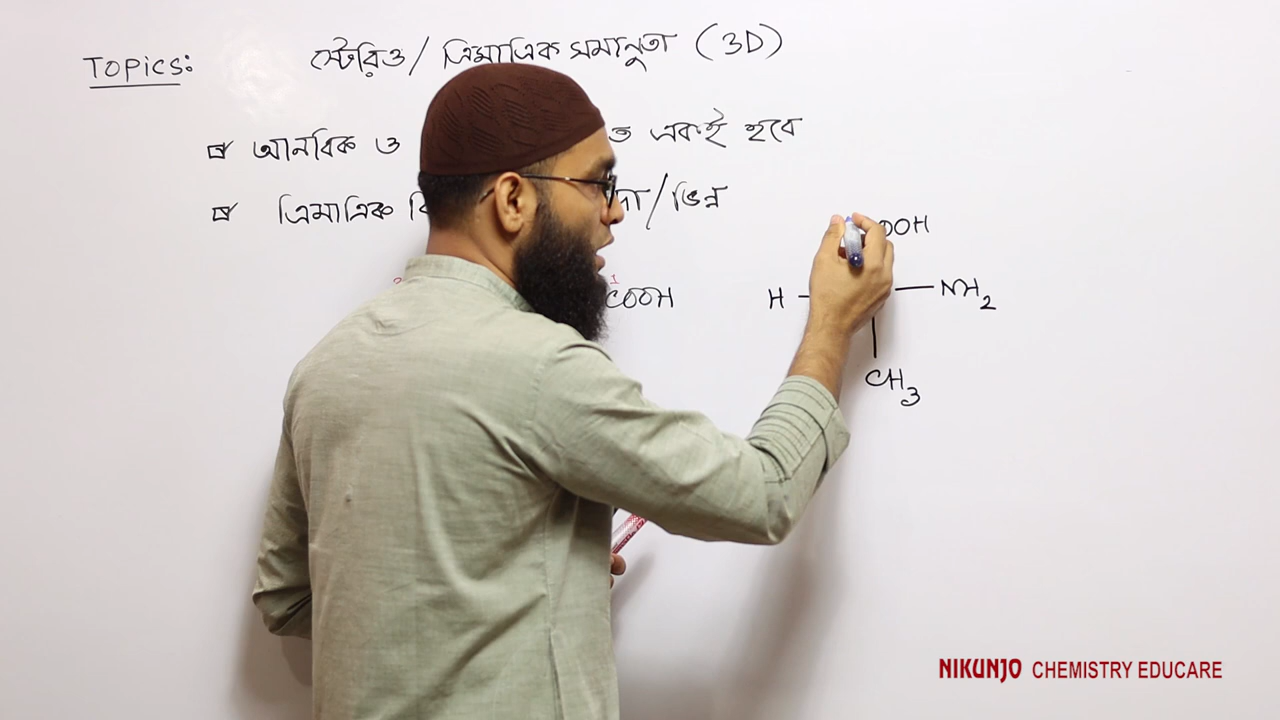 Topics: স্টেরিও/ ত্রিমাত্রিক সমানুতা (3D)
আনবিক ও একই হবে
ত্রিমাত্রিক /ভিন্ন
OOH
COOH H NH2
CH3
NIKUNJO CHEMISTRY EDUCARE